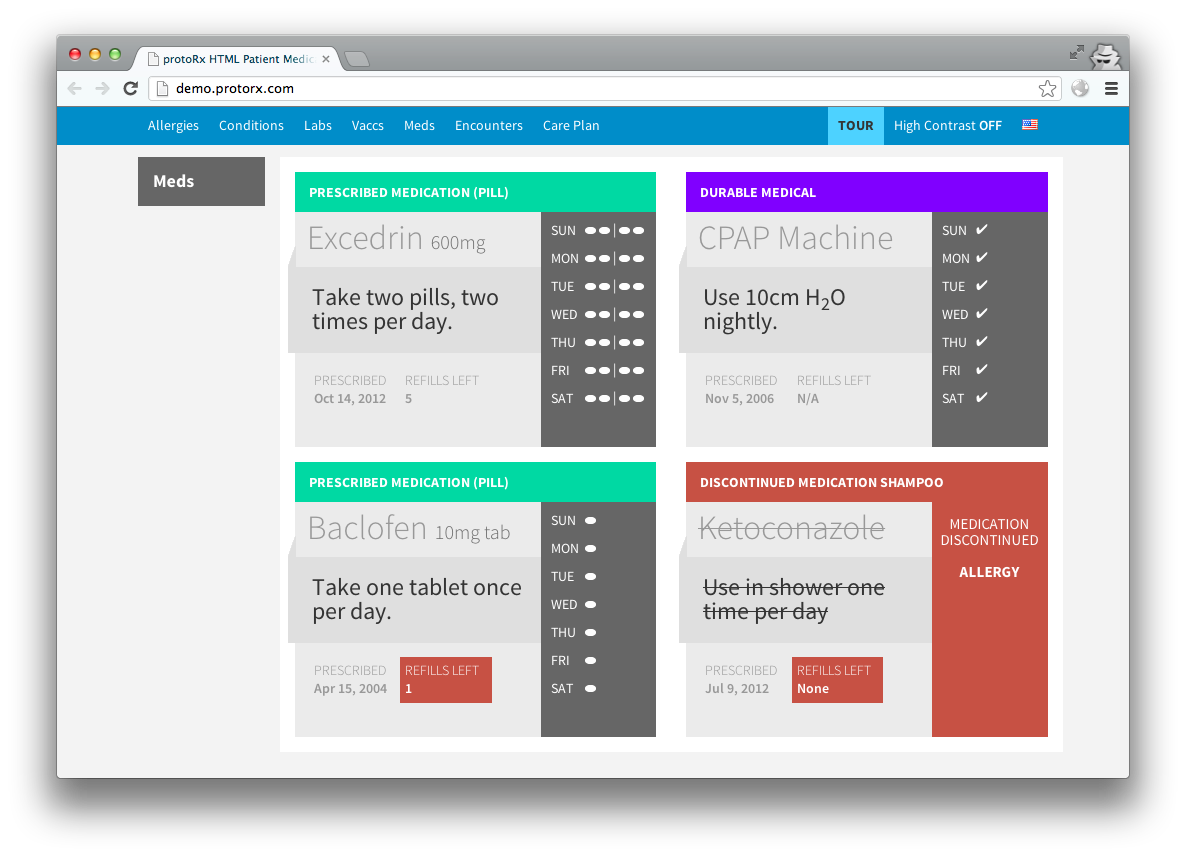 protoRx HTML Patient Medic
demo.protorx.com
Allergies Conditions Labs Vaccs Meds Encounters Care Plan TOUR High Contrast OFF
Meds
PRESCRIBED MEDICATION (PILL)
Excedrin 600mg
Take two pills, two
times per day.
PRESCRIBED REFILLS LEFT
Oct 14, 2012 5
SUN
MON
TUE
WED
THU
FRI
SAT
DURABLE MEDICAL
CPAP Machine
Use 10cm H₂O
nightly.
PRESCRIBED REFILLS LEFT
Nov 5, 2006 N/A
SUN ✔
MON ✔
TUE ✔
WED ✔
THU ✔
FRI ✔
SAT ✔
PRESCRIBED MEDICATION (PILL)
Baclofen 10mg tab
Take one tablet once
per day.
PRESCRIBED REFILLS LEFT
Apr 15, 2004 1
SUN
MON
TUE
WED
THU
FRI
SAT
DISCONTINUED MEDICATION SHAMPOO
Ketoconazole
Use in shower one
time per day
PRESCRIBED REFILLS LEFT
Jul 9, 2012 None
MEDICATION
DISCONTINUED
ALLERGY